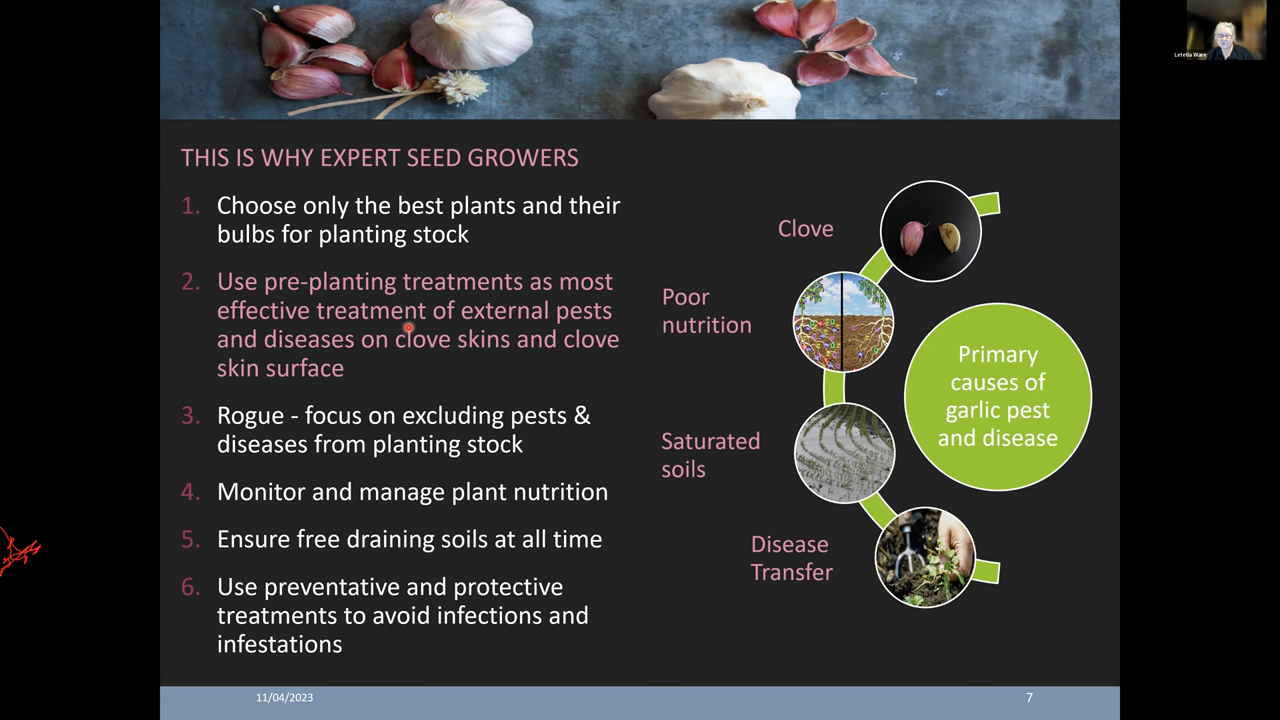 Letetia Ware
THIS IS WHY EXPERT SEED GROWERS
1. Choose only the best plants and their
bulbs for planting stock
2. Use pre-planting treatments as most
effective treatment of external pests
and diseases on clove skins and clove
skin surface
3. Rogue - focus on excluding pests &
diseases from planting stock
4. Monitor and manage plant nutrition
5. Ensure free draining soils at all time
6. Use preventative and protective
treatments to avoid infections and
infestations
Clove
Poor
nutrition
Saturated
soils
Disease
Transfer
Primary
causes of
garlic pest
and disease
11/04/2023
7